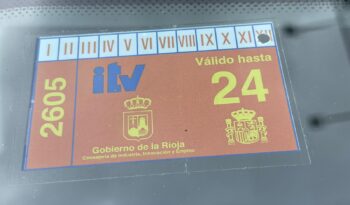 I II III IV V VI VII VIII IX X XI XII
2605
itv
Válido hasta
24
Gobierno de la Rioja
Consejería de Industria, Innovación y Empleo